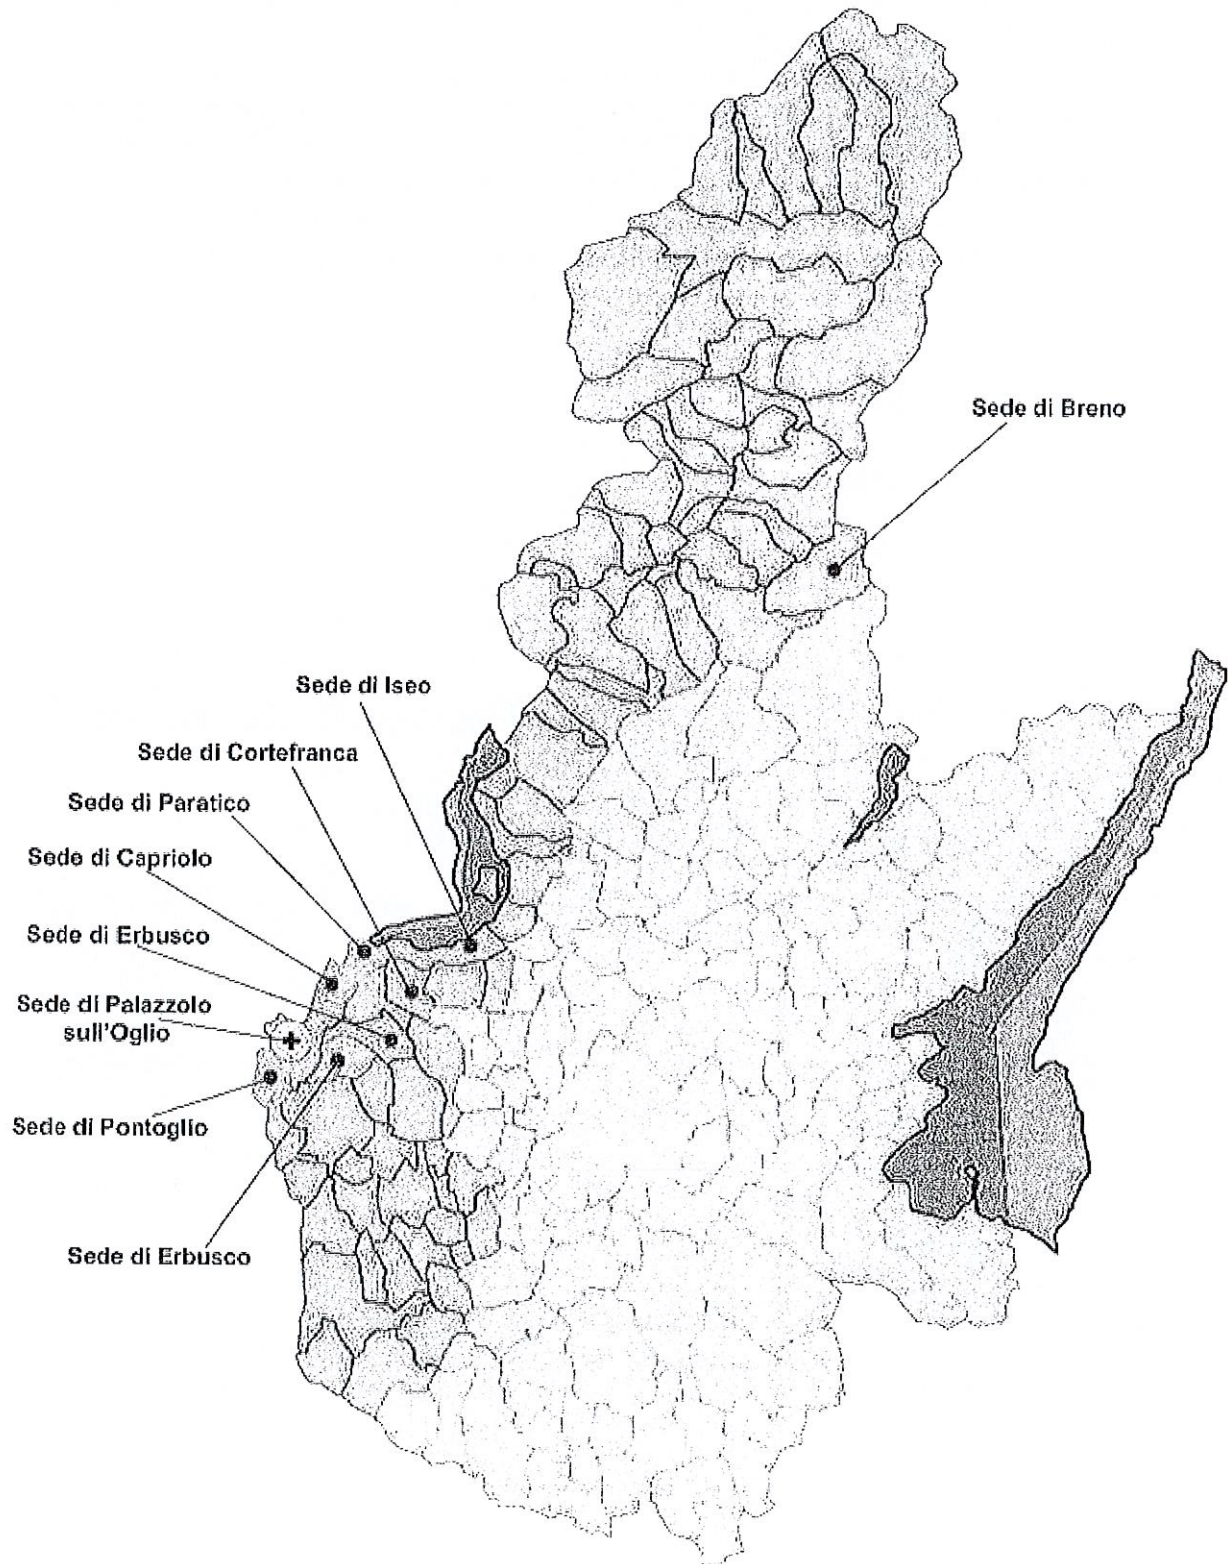 Sede di Breno
Sede di Iseo
Sede di Cortefranca
Sede di Paratico
Sede di Capriolo
Sede di Erbusco
Sede di Palazzolo
sull'Oglio
Sede di Pontoglio
Sede di Erbusco